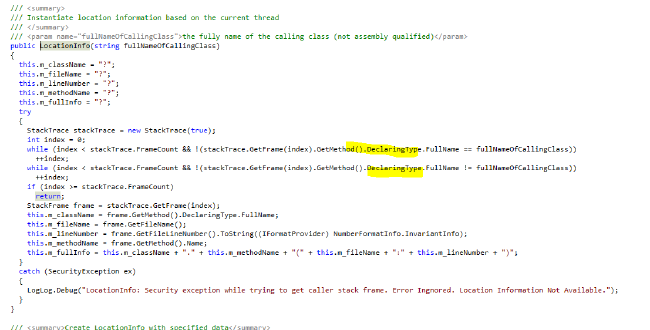 /// <summary>
/// Instantiate location information based on the current thread
/// </summary>
/// <param name="fullNameOfCallingClass">the fully name of the calling class (not assembly qualified)</param>
public LocationInfo(string fullNameOfCallingClass)
{
this.m_className = "?";
this.m_fileName = "?";
this.m_lineNumber = "?";
this.m_methodName = "?";
this.m_fullInfo = "?";
try
{
StackTrace stackTrace = new StackTrace(true);
int index = 0;
while (index < stackTrace.FrameCount && !(stackTrace.GetFrame(index).GetMethod().DeclaringType.FullName == fullNameOfCallingClass))
++index;
while (index < stackTrace.FrameCount && !(stackTrace.GetFrame(index).GetMethod().DeclaringType.FullName != fullNameOfCallingClass))
++index;
if (index >= stackTrace.FrameCount)
return;
StackFrame frame = stackTrace.GetFrame(index);
this.m_className = frame.GetMethod().DeclaringType.FullName;
this.m_fileName = frame.GetFileName();
this.m_lineNumber = frame.GetFileLineNumber().ToString((IFormatProvider) NumberFormatInfo.InvariantInfo);
this.m_methodName = frame.GetMethod().Name;
this.m_fullInfo = this.m_className + "." + this.m_methodName + "(" + this.m_fileName + ":" + this.m_lineNumber + ")";
}
catch (SecurityException ex)
{
LogLog.Debug("LocationInfo: Security exception while trying to get caller stack frame. Error Ingnored. Location Information Not Available.");
}
}
/// <summary>Create LocationInfo with specified data</summary>